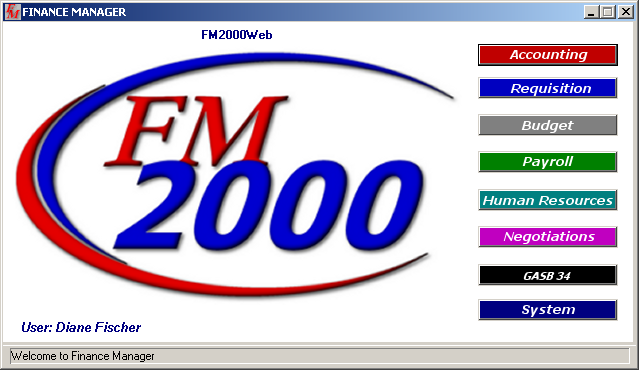 FINANCE MANAGER
FM2000Web
FM
2000
Accounting
Requisition
Budget
Payroll
Human Resources
Negotiations
GASB 34
System
User: Diane Fischer
Welcome to Finance Manager